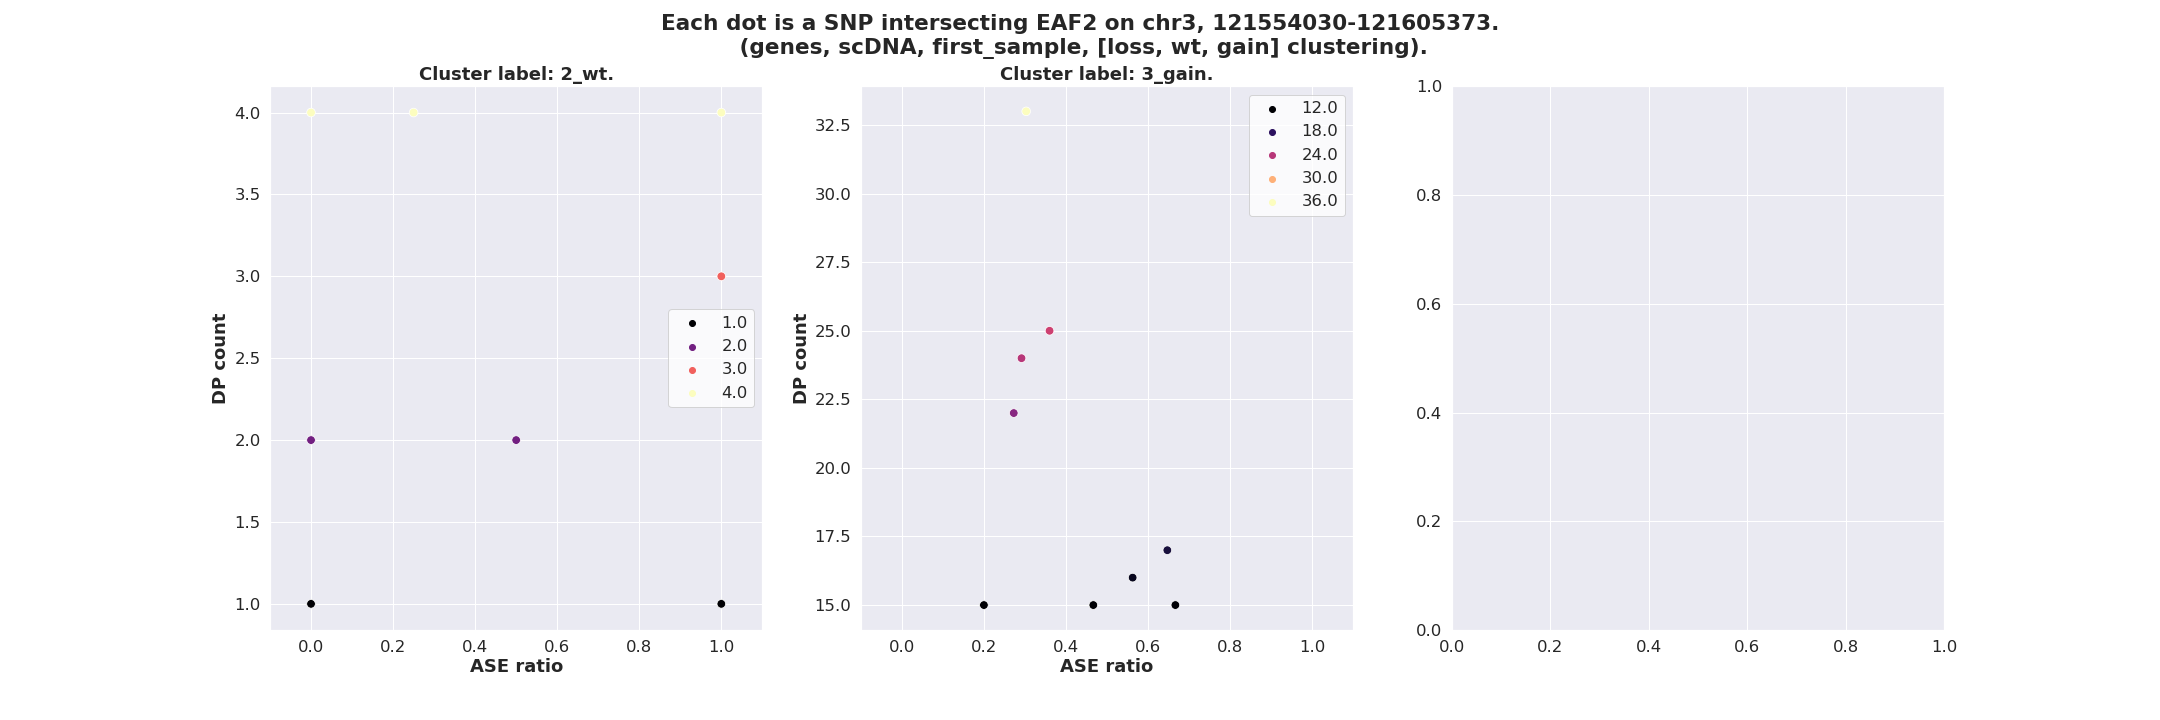 Each dot is a SNP intersecting EAF2 on chr3, 121554030-121605373.
(genes, scDNA, first_sample, [loss, wt, gain] clustering).
Cluster label: 2_wt.
4.0
3.5
3.0
2.5
2.0
1.5
1.0
DP count
1.0
2.0
3.0
4.0
0.0 0.2 0.4 0.6 0.8 1.0
ASE ratio
Cluster label: 3_gain.
32.5
30.0
27.5
25.0
22.5
20.0
17.5
15.0
DP count
12.0
18.0
24.0
30.0
36.0
0.0 0.2 0.4 0.6 0.8 1.0
ASE ratio
1.0
0.8
0.6
0.4
0.2
0.0
0.0 0.2 0.4 0.6 0.8 1.0